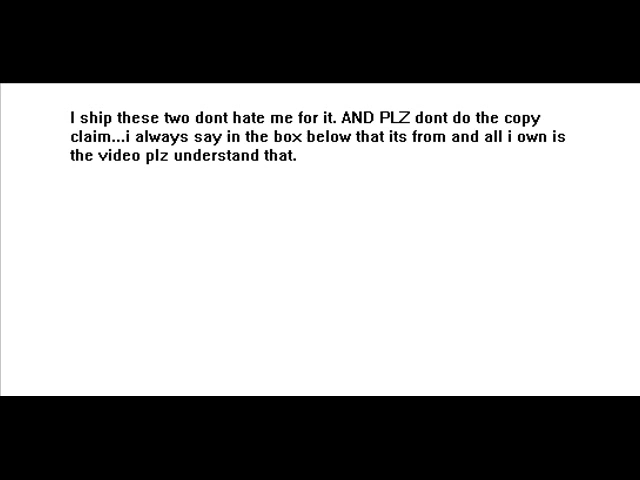 I ship these two dont hate me for it. AND PLZ dont do the copy
claim...i always say in the box below that its from and all i own is
the video plz understand that.